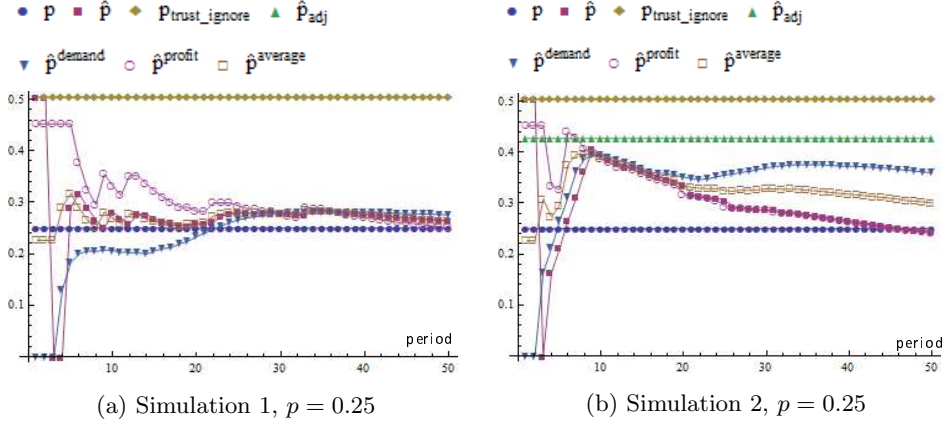 p p̂ p_trust_ignore p̂_adj
p̂^demand p̂^profit p̂^average
0.5
0.4
0.3
0.2
0.1
period
10 20 30 40 50
(a) Simulation 1, p = 0.25
p p̂ p_trust_ignore p̂_adj
p̂^demand p̂^profit p̂^average
0.5
0.4
0.3
0.2
0.1
period
10 20 30 40 50
(b) Simulation 2, p = 0.25